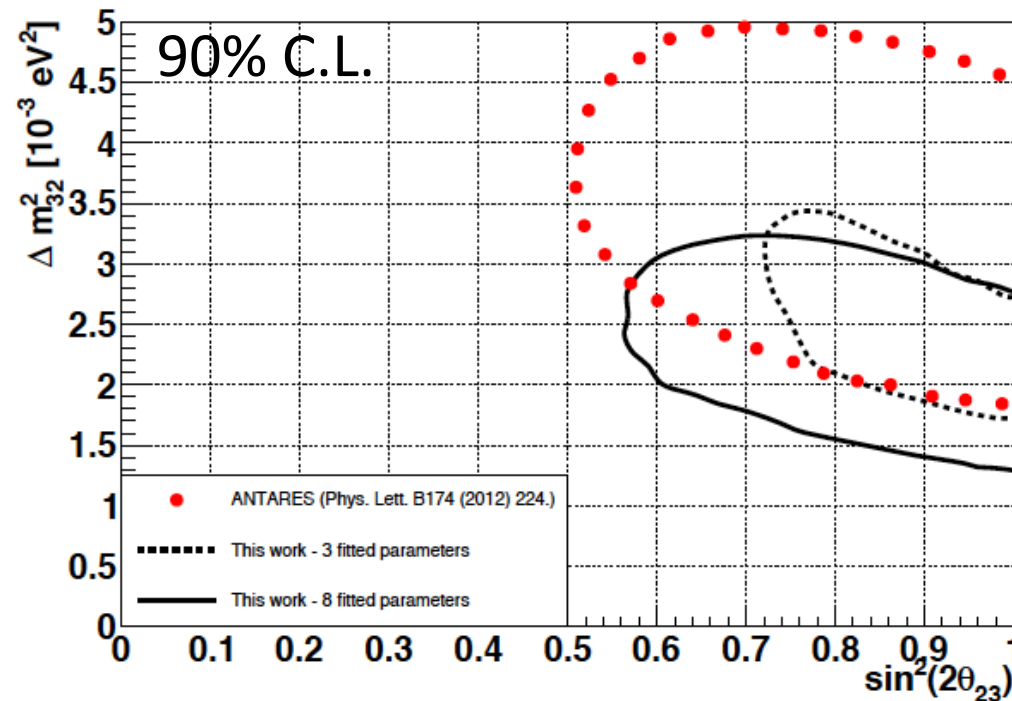 90% C.L.
Δ m²₃₂ [10⁻³ eV²]
5
4.5
4
3.5
3
2.5
2
1.5
1
0.5
0
ANTARES (Phys. Lett. B174 (2012) 224.)
This work - 3 fitted parameters
This work - 8 fitted parameters
0 0.1 0.2 0.3 0.4 0.5 0.6 0.7 0.8 0.9
sin²(2θ₂₃)